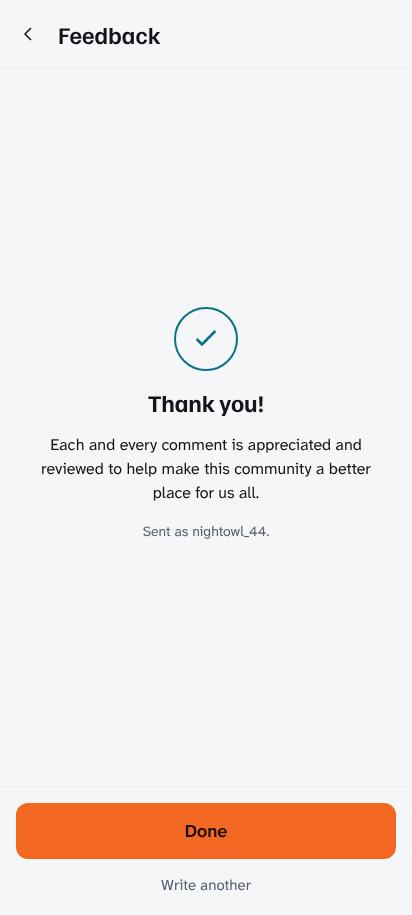 Feedback
Thank you!
Each and every comment is appreciated and
reviewed to help make this community a better
place for us all.
Sent as nightowl_44.
Done
Write another